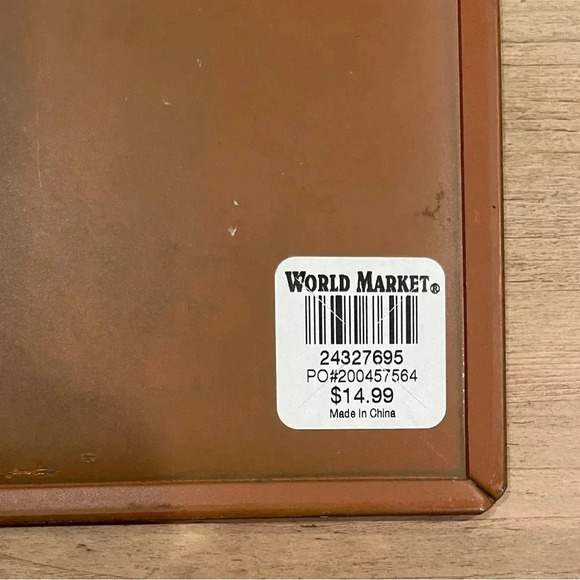 WORLD MARKET®
24327695
PO#200457564
$14.99
Made in China